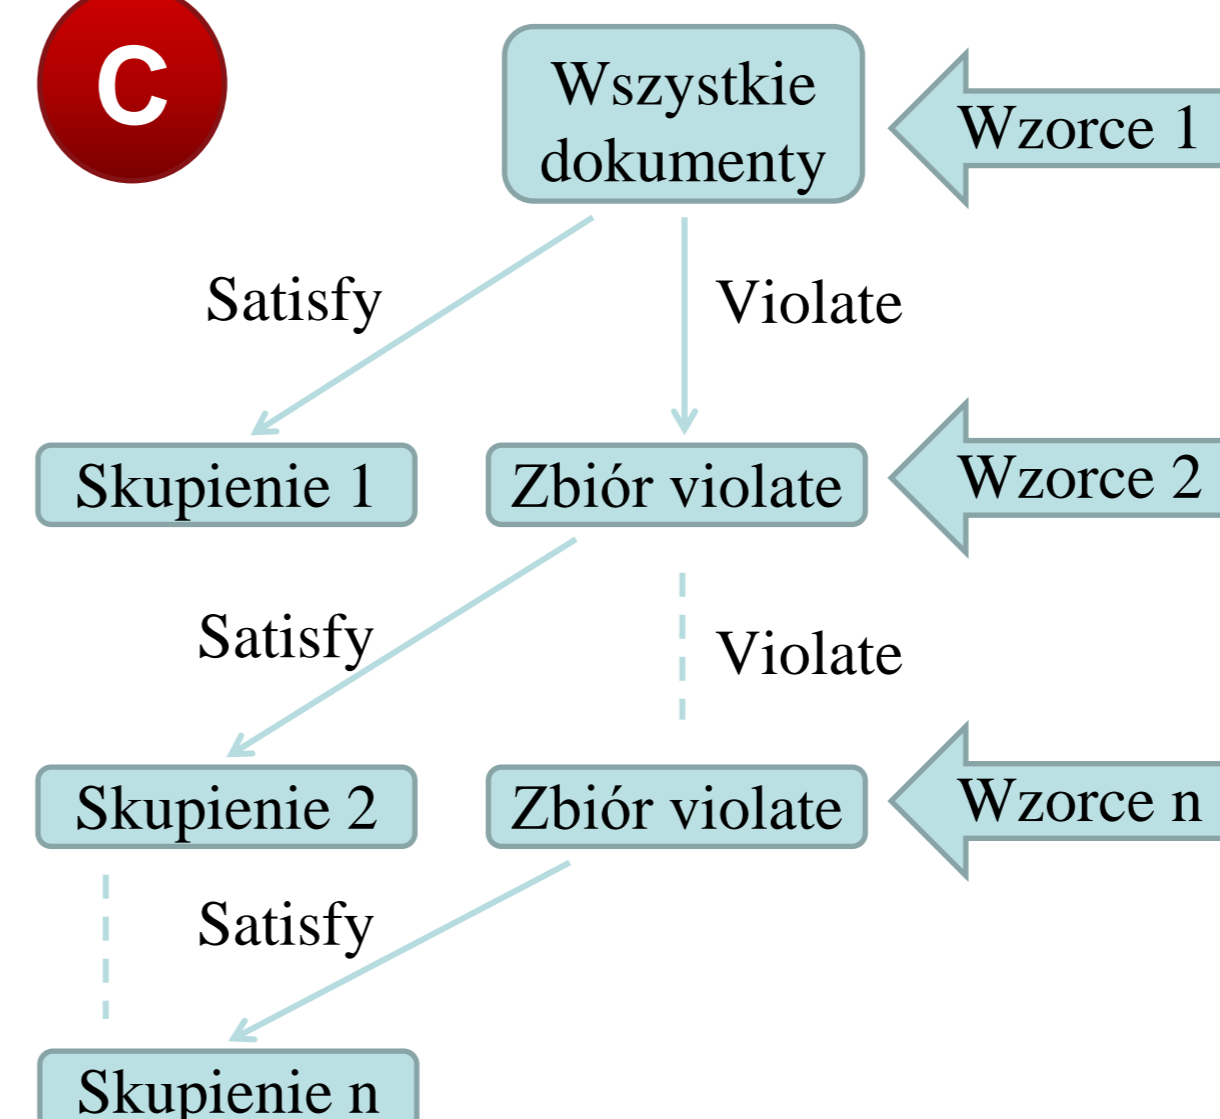 C
Wszystkie
dokumenty
Wzorce 1
Satisfy
Violate
Skupienie 1
Zbiór violate
Wzorce 2
Satisfy
Violate
Skupienie 2
Zbiór violate
Wzorce n
Satisfy
Skupienie n